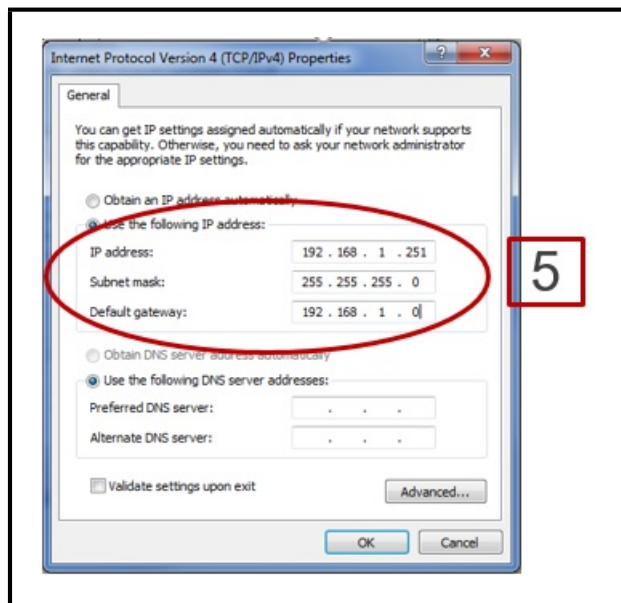 Internet Protocol Version 4 (TCP/IPv4) Properties
General
You can get IP settings assigned automatically if your network supports
this capability. Otherwise, you need to ask your network administrator
for the appropriate IP settings.
Obtain an IP address automatically
Use the following IP address:
IP address: 192 . 168 . 1 . 251
Subnet mask: 255 . 255 . 255 . 0
Default gateway: 192 . 168 . 1 . 0
5
Obtain DNS server address automatically
Use the following DNS server addresses:
Preferred DNS server: . . .
Alternate DNS server: . . .
Validate settings upon exit
Advanced...
OK Cancel